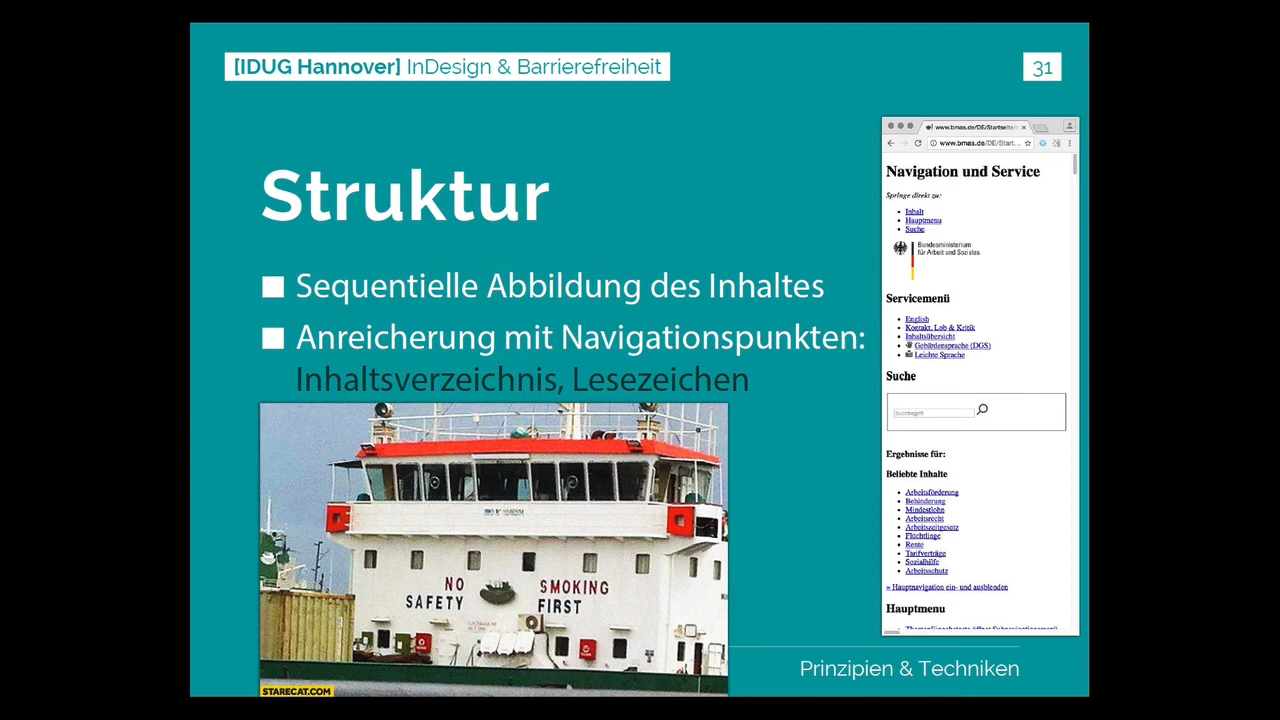 [IDUG Hannover] InDesign & Barrierefreiheit
31
Struktur
Sequentielle Abbildung des Inhaltes
Anreicherung mit Navigationspunkten:
Inhaltsverzeichnis, Lesezeichen
NO SMOKING
SAFETY FIRST
STARECAT.COM
www.bmas.de/DE/Startseite/
www.bmas.de/DE/Start...
Navigation und Service
Springe direkt zu:
Inhalt
Hauptmenu
Suche
Bundesministerium
für Arbeit und Soziales
Servicemenü
English
Kontakt, Lob & Kritik
Inhaltsübersicht
Gebärdensprache (DGS)
Leichte Sprache
Suche
Suchbegriff
Ergebnisse für:
Beliebte Inhalte
Arbeitsförderung
Behinderung
Mindestlohn
Arbeitsrecht
Arbeitszeitgesetz
Flüchtlinge
Rente
Tarifverträge
Sozialhilfe
Arbeitsschutz
» Hauptnavigation ein- und ausblenden
Hauptmenu
Prinzipien & Techniken